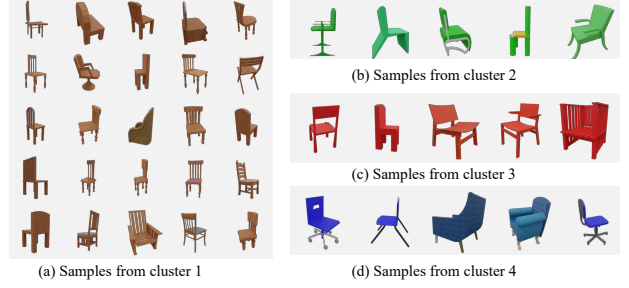 (a) Samples from cluster 1
(b) Samples from cluster 2
(c) Samples from cluster 3
(d) Samples from cluster 4